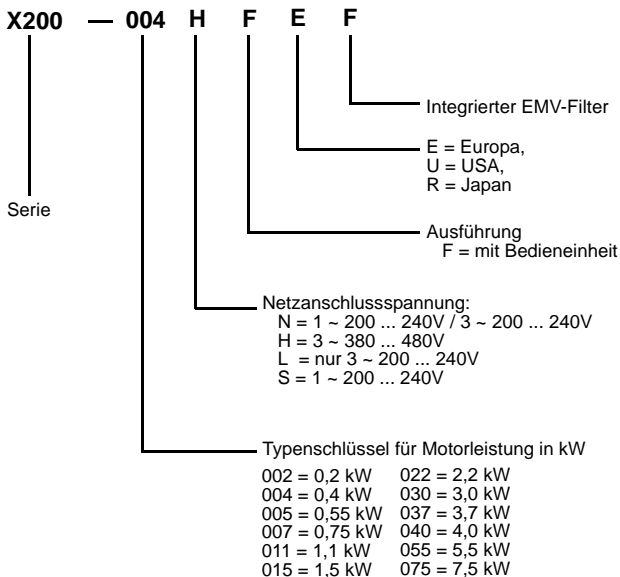 X200 — 004 H F E F
Integrierter EMV-Filter
E = Europa,
U = USA,
R = Japan
Serie
Ausführung
F = mit Bedieneinheit
Netzanschlussspannung:
N = 1 ~ 200 ... 240V / 3 ~ 200 ... 240V
H = 3 ~ 380 ... 480V
L = nur 3 ~ 200 ... 240V
S = 1 ~ 200 ... 240V
Typenschlüssel für Motorleistung in kW
002 = 0,2 kW 022 = 2,2 kW
004 = 0,4 kW 030 = 3,0 kW
005 = 0,55 kW 037 = 3,7 kW
007 = 0,75 kW 040 = 4,0 kW
011 = 1,1 kW 055 = 5,5 kW
015 = 1,5 kW 075 = 7,5 kW